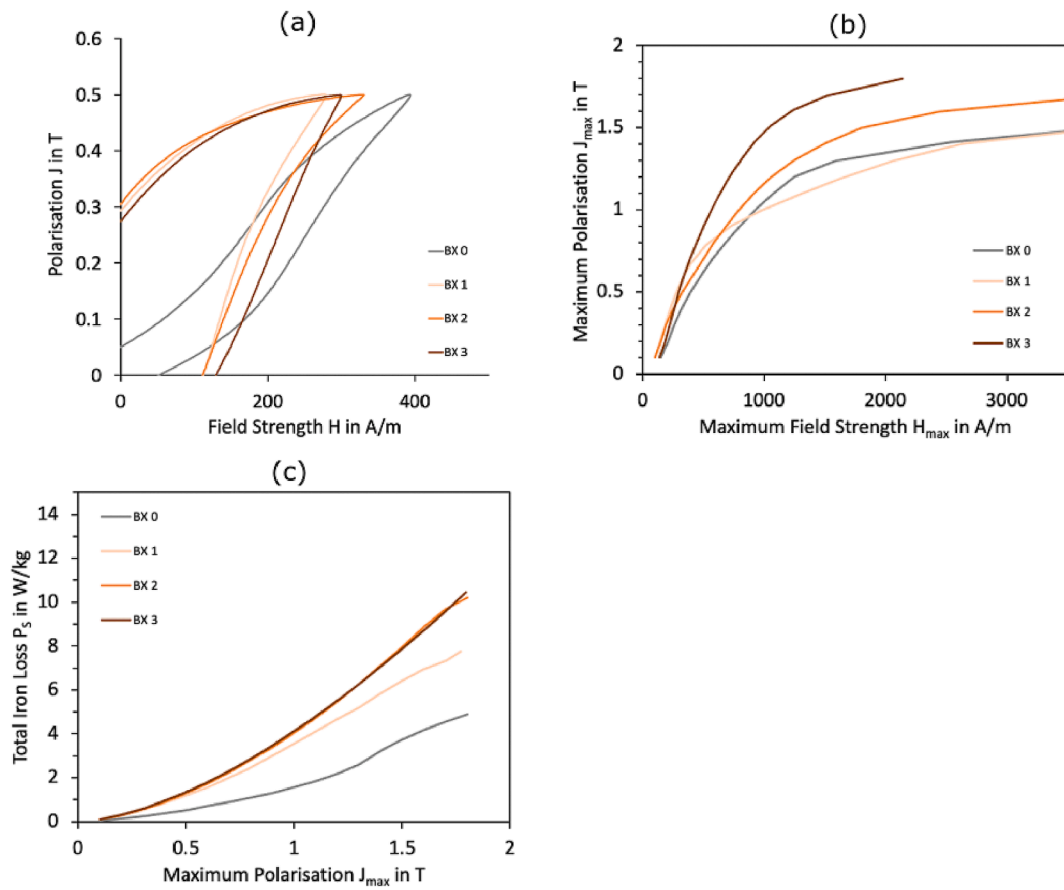 (a)
0.6
0.5
0.4
0.3
0.2
0.1
0
0
200
400
Polarisation J in T
Field Strength H in A/m
BX 0
BX 1
BX 2
BX 3
(b)
2
1.5
1
0.5
0
0
1000
2000
3000
Maximum Polarisation Jmax in T
Maximum Field Strength Hmax in A/m
BX 0
BX 1
BX 2
BX 3
(c)
14
12
10
8
6
4
2
0
0
0.5
1
1.5
2
Total Iron Loss PS in W/kg
Maximum Polarisation Jmax in T
BX 0
BX 1
BX 2
BX 3